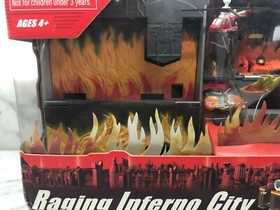 Not for children under 3 years.
AGES 4+
Raging Inferno City